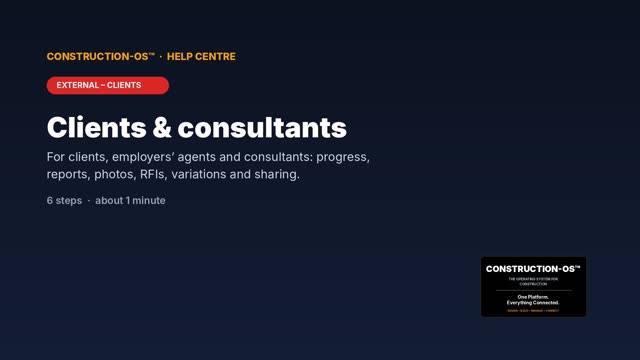 CONSTRUCTION-OS™ · HELP CENTRE
EXTERNAL – CLIENTS
Clients & consultants
For clients, employers’ agents and consultants: progress,
reports, photos, RFIs, variations and sharing.
6 steps · about 1 minute
CONSTRUCTION-OS™
THE OPERATING SYSTEM FOR
CONSTRUCTION
One Platform.
Everything Connected.